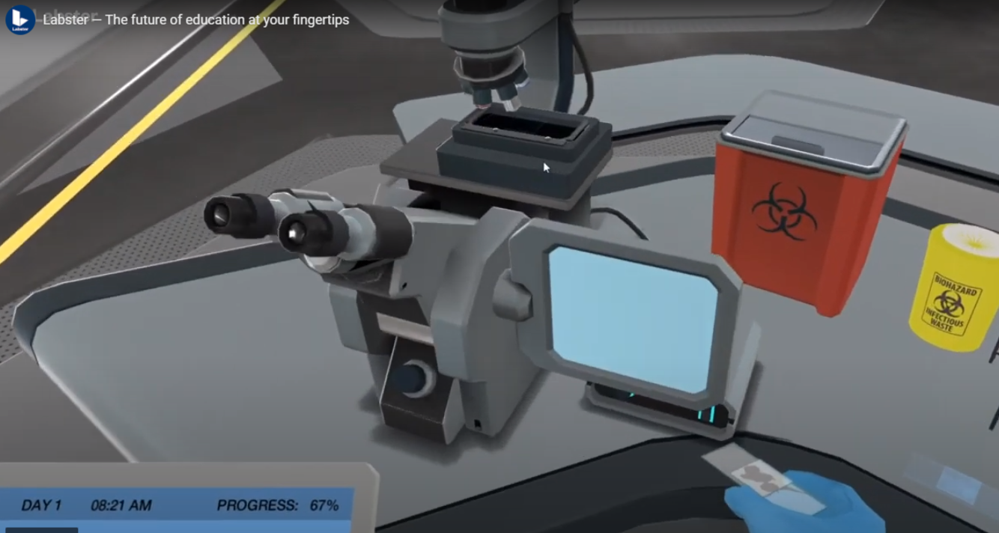 Labster
Labster — The future of education at your fingertips
BIOHAZARD
INFECTIOUS
WASTE
DAY 1 08:21 AM PROGRESS: 67%